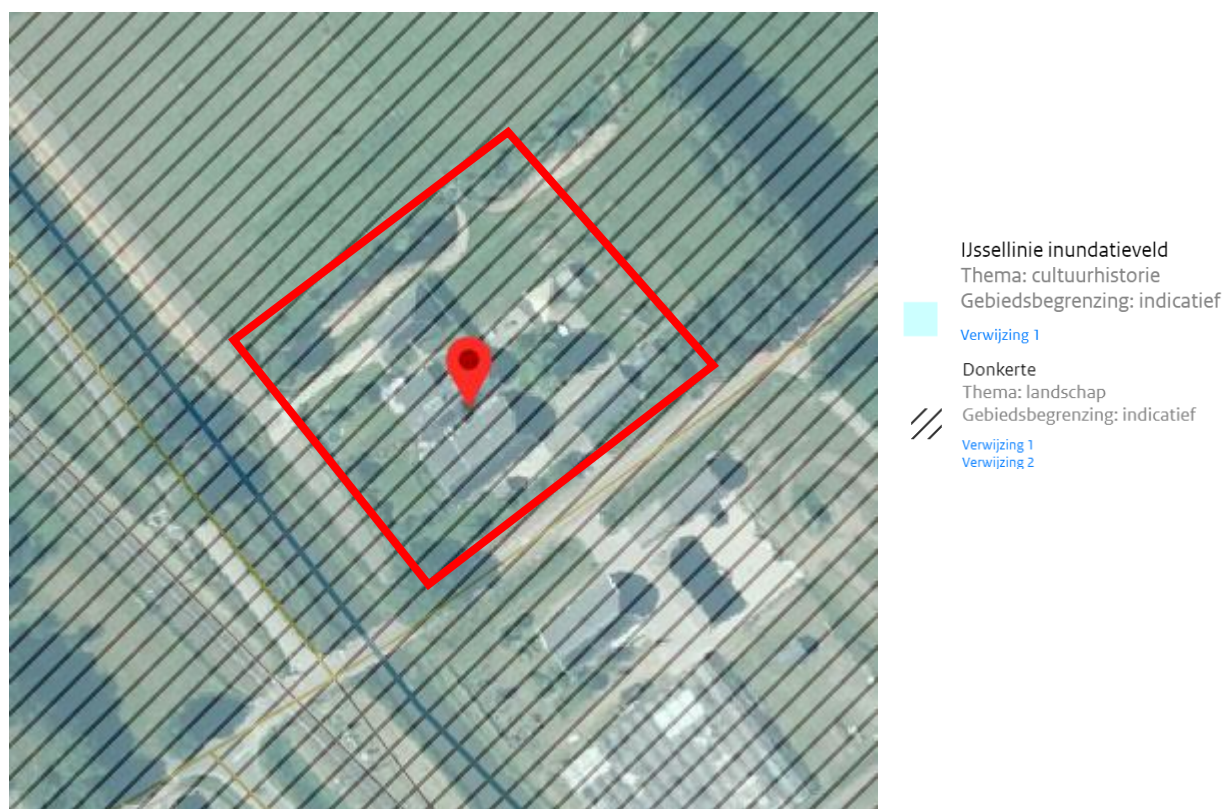 IJssellinie inundatieveld
Thema: cultuurhistorie
Gebiedsbegrenzing: indicatief
Verwijzing 1
Donkerte
Thema: landschap
Gebiedsbegrenzing: indicatief
Verwijzing 1
Verwijzing 2